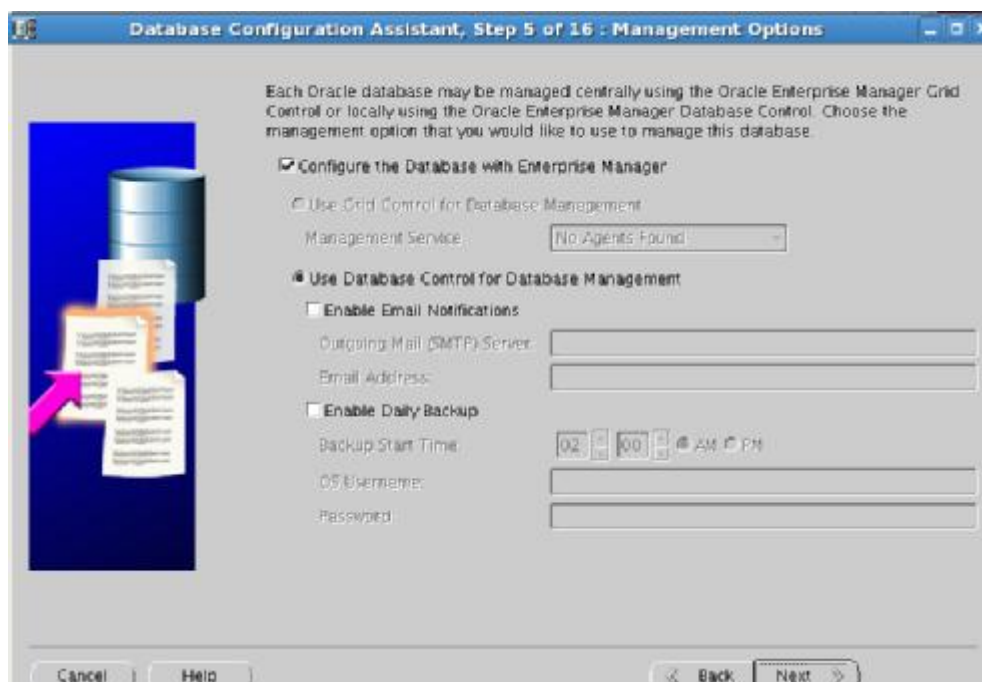 Database Configuration Assistant, Step 5 of 16 : Management Options
Each Oracle database may be managed centrally using the Oracle Enterprise Manager Grid
Control or locally using the Oracle Enterprise Manager Database Control. Choose the
management option that you would like to use to manage this database.
Configure the Database with Enterprise Manager
Use Grid Control for Database Management
Management Service No Agents Found
Use Database Control for Database Management
Enable Email Notifications
Outgoing Mail (SMTP) Server:
Email Address:
Enable Daily Backup
Backup Start Time: 02 00 AM PM
OS Username:
Password:
Cancel Help Back Next